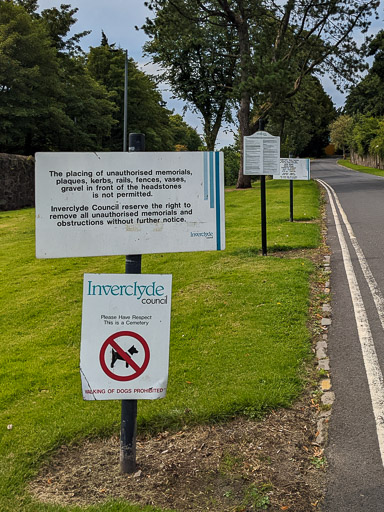 The placing of unauthorised memorials,
plaques, kerbs, rails, fences, vases,
gravel in front of the headstones
is not permitted.
Inverclyde Council reserve the right to
remove all unauthorised memorials and
obstructions without further notice.
Inverclyde
council
Inverclyde
council
Please Have Respect
This is a Cemetery
WALKING OF DOGS PROHIBITED